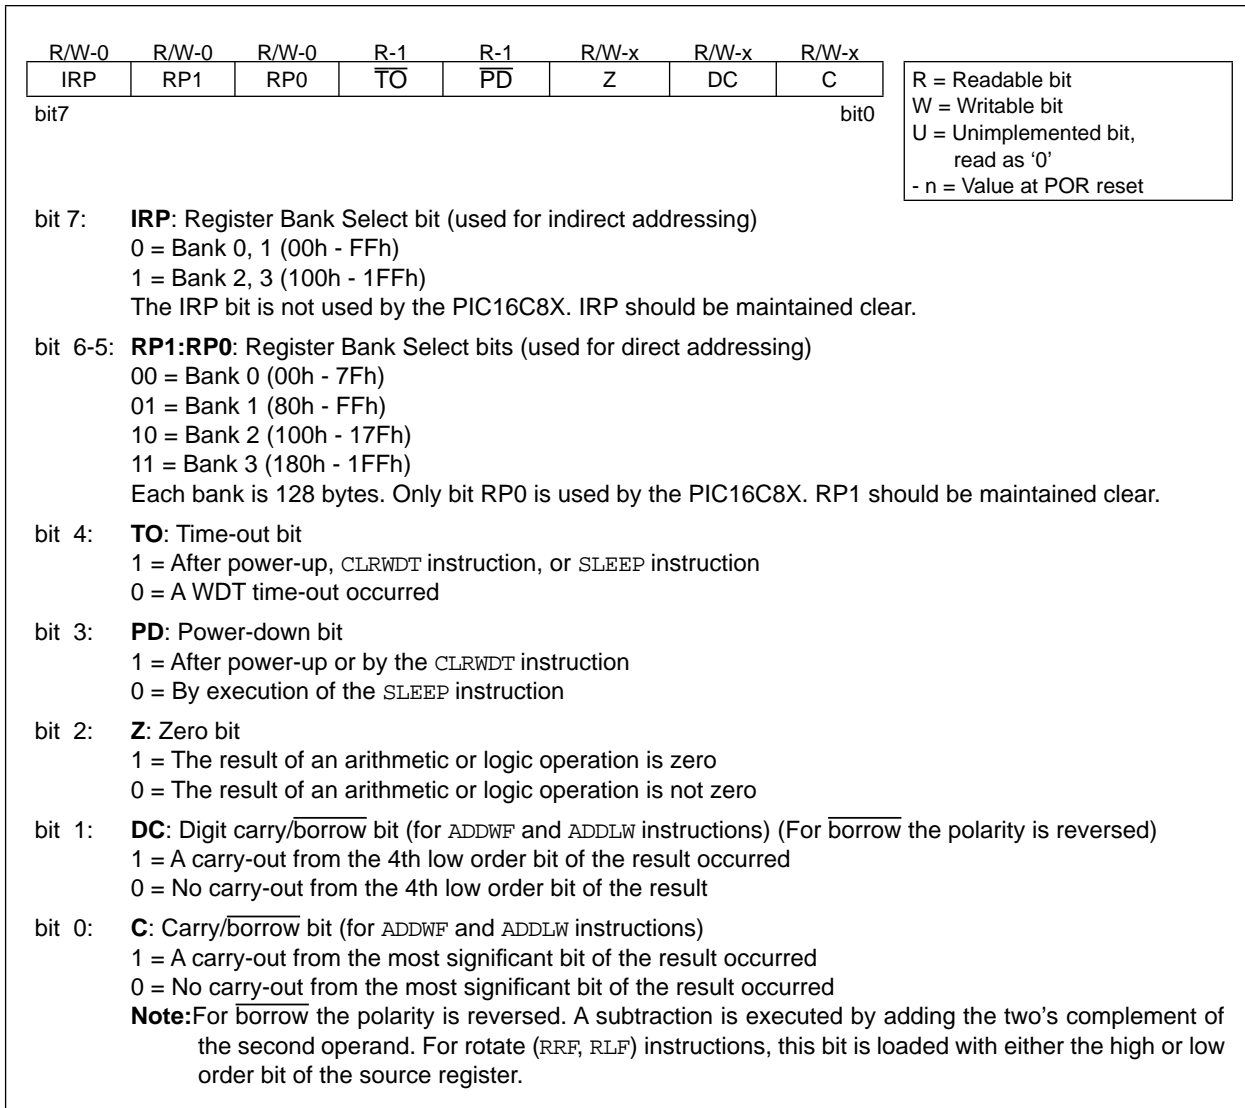 R/W-0 R/W-0 R/W-0 R-1 R-1 R/W-x R/W-x R/W-x
IRP RP1 RP0 T̅O̅ P̅D̅ Z DC C
bit7 bit0
R = Readable bit
W = Writable bit
U = Unimplemented bit,
read as ‘0’
- n = Value at POR reset
bit 7: IRP: Register Bank Select bit (used for indirect addressing)
0 = Bank 0, 1 (00h - FFh)
1 = Bank 2, 3 (100h - 1FFh)
The IRP bit is not used by the PIC16C8X. IRP should be maintained clear.
bit 6-5: RP1:RP0: Register Bank Select bits (used for direct addressing)
00 = Bank 0 (00h - 7Fh)
01 = Bank 1 (80h - FFh)
10 = Bank 2 (100h - 17Fh)
11 = Bank 3 (180h - 1FFh)
Each bank is 128 bytes. Only bit RP0 is used by the PIC16C8X. RP1 should be maintained clear.
bit 4: TO: Time-out bit
1 = After power-up, CLRWDT instruction, or SLEEP instruction
0 = A WDT time-out occurred
bit 3: PD: Power-down bit
1 = After power-up or by the CLRWDT instruction
0 = By execution of the SLEEP instruction
bit 2: Z: Zero bit
1 = The result of an arithmetic or logic operation is zero
0 = The result of an arithmetic or logic operation is not zero
bit 1: DC: Digit carry/b̅o̅r̅r̅o̅w̅ bit (for ADDWF and ADDLW instructions) (For b̅o̅r̅r̅o̅w̅ the polarity is reversed)
1 = A carry-out from the 4th low order bit of the result occurred
0 = No carry-out from the 4th low order bit of the result
bit 0: C: Carry/b̅o̅r̅r̅o̅w̅ bit (for ADDWF and ADDLW instructions)
1 = A carry-out from the most significant bit of the result occurred
0 = No carry-out from the most significant bit of the result occurred
Note:For b̅o̅r̅r̅o̅w̅ the polarity is reversed. A subtraction is executed by adding the two’s complement of
the second operand. For rotate (RRF, RLF) instructions, this bit is loaded with either the high or low
order bit of the source register.